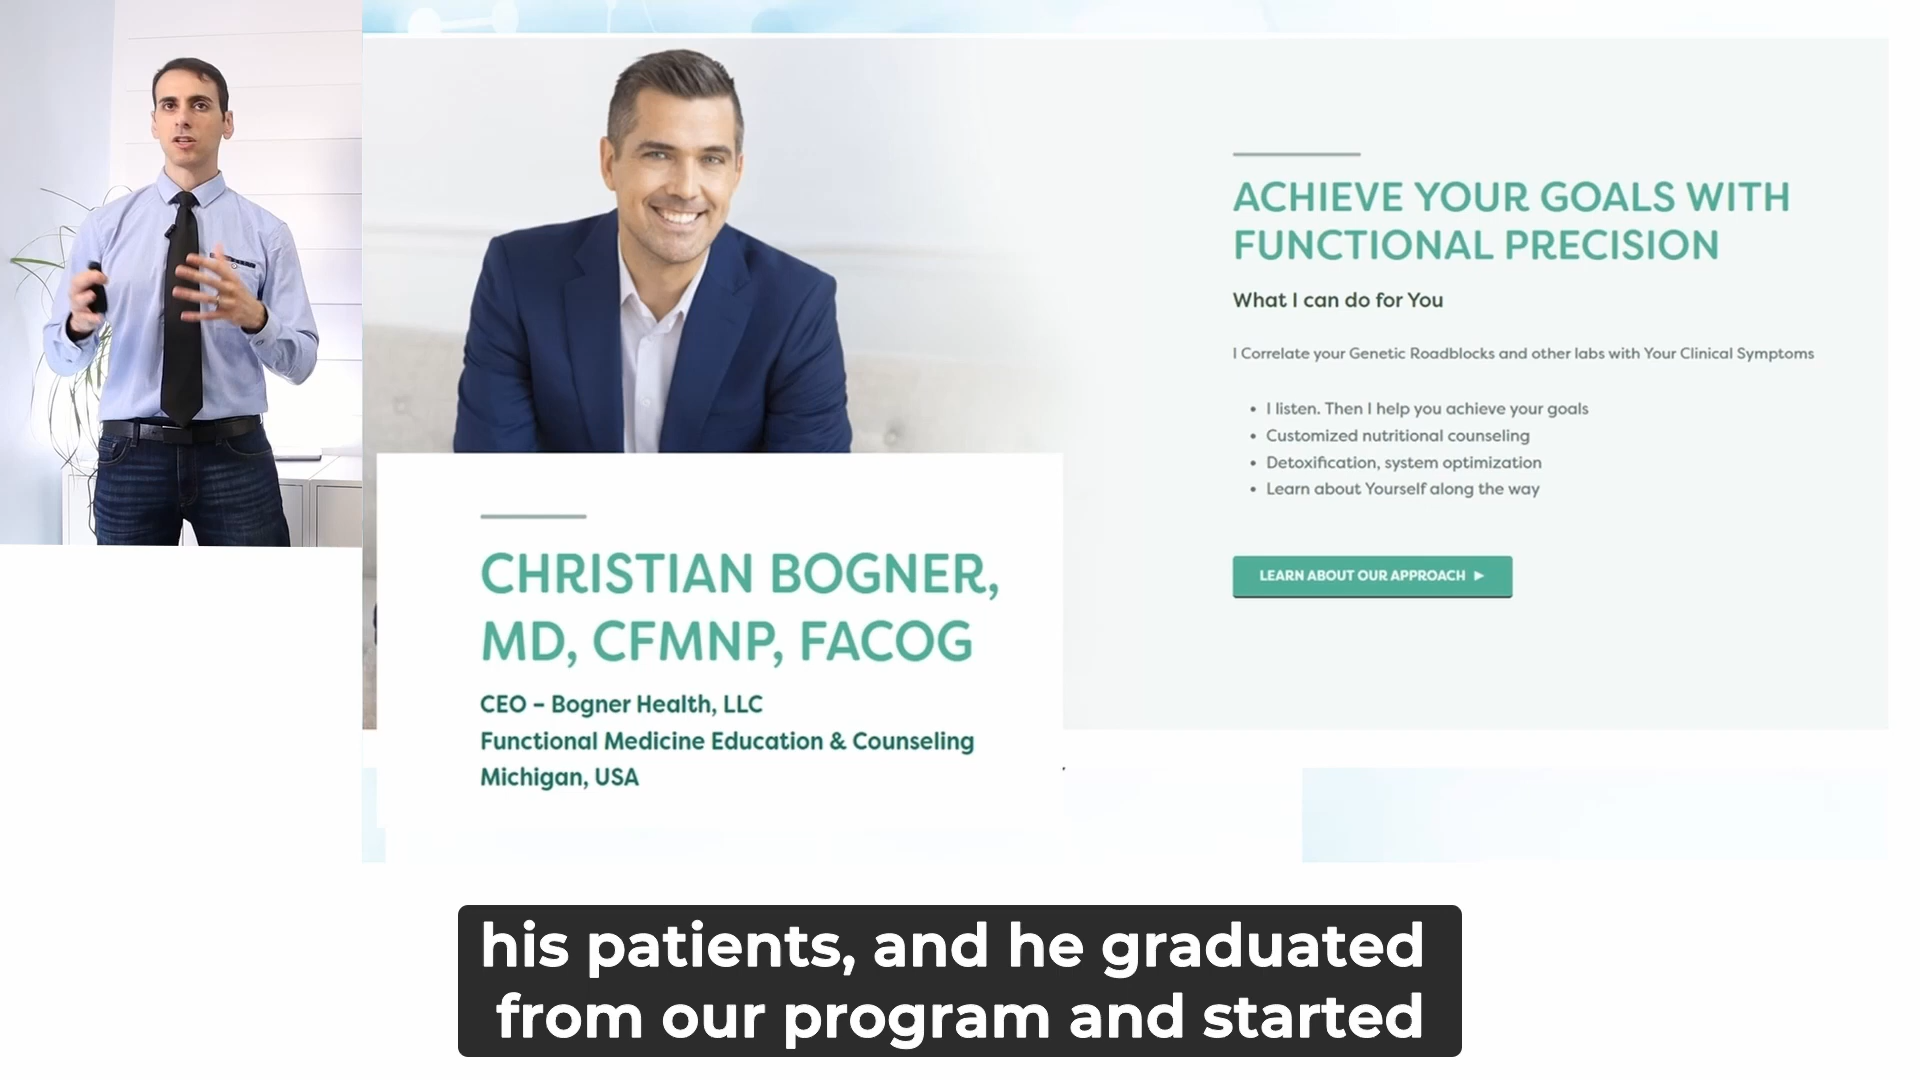 ACHIEVE YOUR GOALS WITH
FUNCTIONAL PRECISION
What I can do for You
I Correlate your Genetic Roadblocks and other labs with Your Clinical Symptoms
• I listen. Then I help you achieve your goals
• Customized nutritional counseling
• Detoxification, system optimization
• Learn about Yourself along the way
LEARN ABOUT OUR APPROACH ►
CHRISTIAN BOGNER,
MD, CFMNP, FACOG
CEO – Bogner Health, LLC
Functional Medicine Education & Counseling
Michigan, USA
his patients, and he graduated
from our program and started